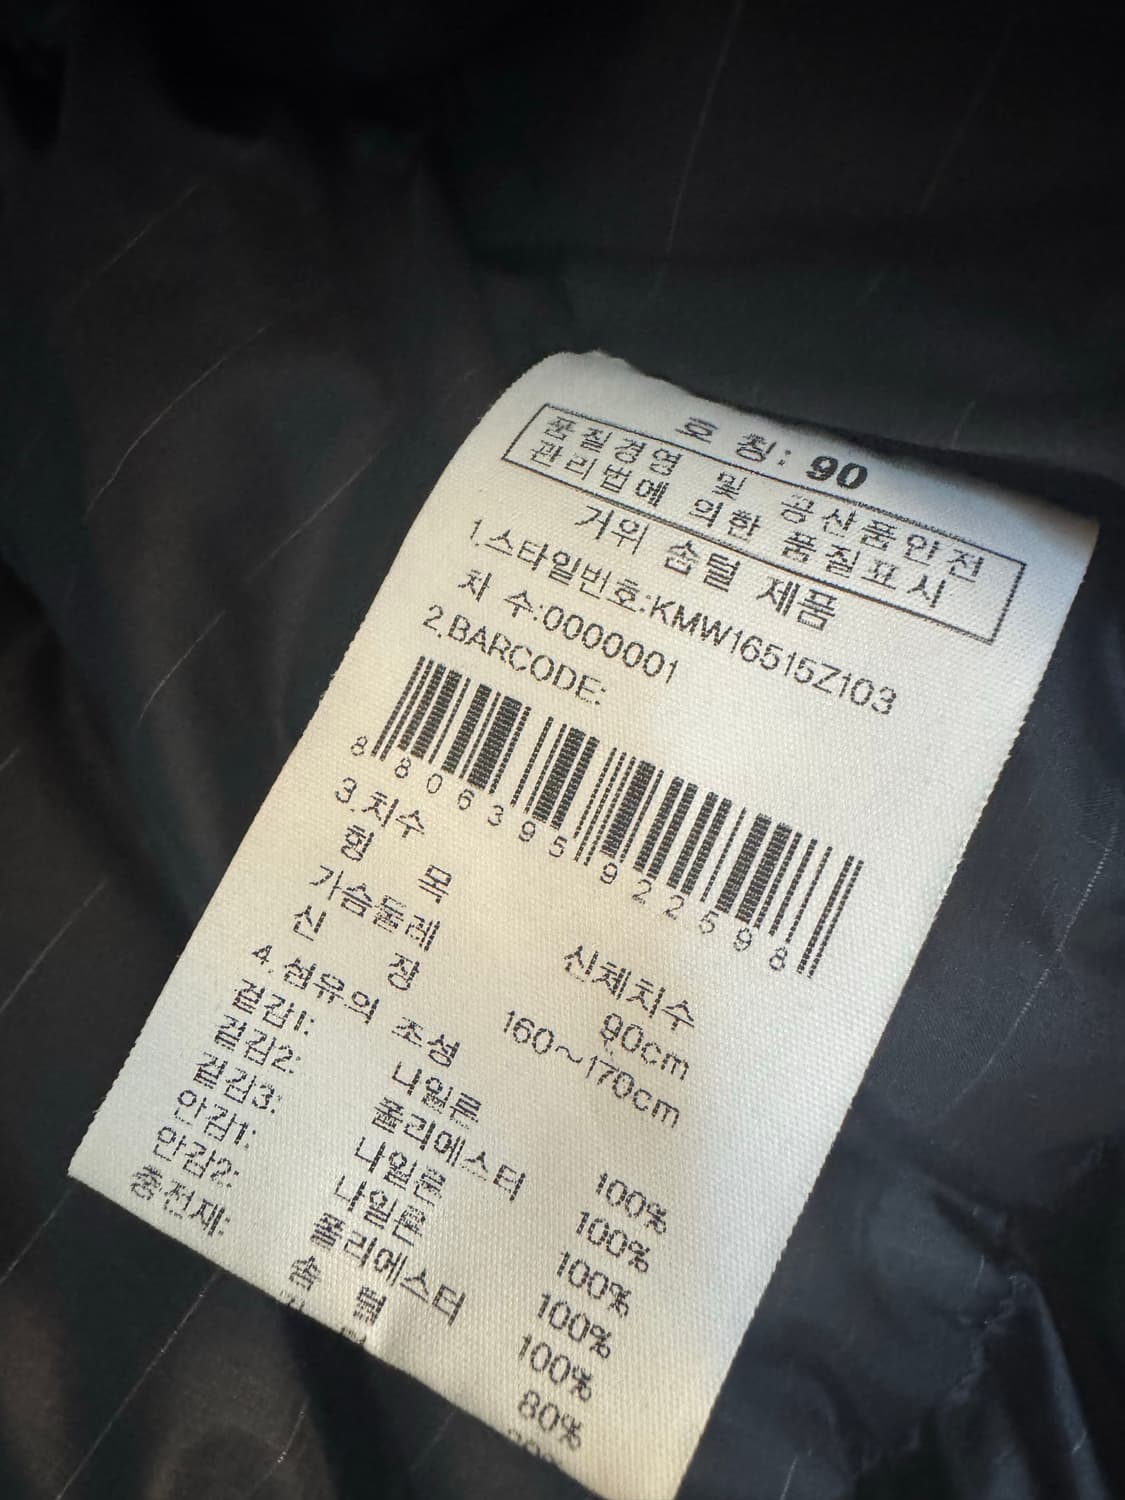 호 칭: 90
품질경영 및 공산품안전
관리법에 의한 품질표시
거위 솜털 제품
1.스타일번호:KMW16515Z103
차 수:0000001
2.BARCODE:
8 806395 922598
3.치수
항 목 신체치수
가슴둘레 90cm
신 장 160~170cm
4.섬유의 조성
겉감1: 나일론 100%
겉감2: 폴리에스터 100%
겉감3: 나일론 100%
안감1: 나일론 100%
안감2: 폴리에스터 100%
충전재: 솜 털 80%